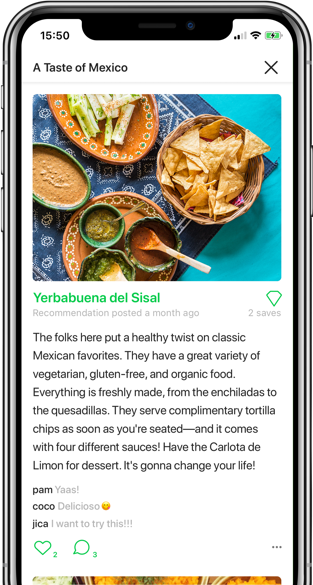 15:50
A Taste of Mexico
Yerbabuena del Sisal
Recommendation posted a month ago 2 saves
The folks here put a healthy twist on classic
Mexican favorites. They have a great variety of
vegetarian, gluten-free, and organic food.
Everything is freshly made, from the enchiladas to
the quesadillas. They serve complimentary tortilla
chips as soon as you're seated—and it comes
with four different sauces! Have the Carlota de
Limon for dessert. It's gonna change your life!
pam Yaas!
coco Delicioso😋
jica I want to try this!!!
2 3